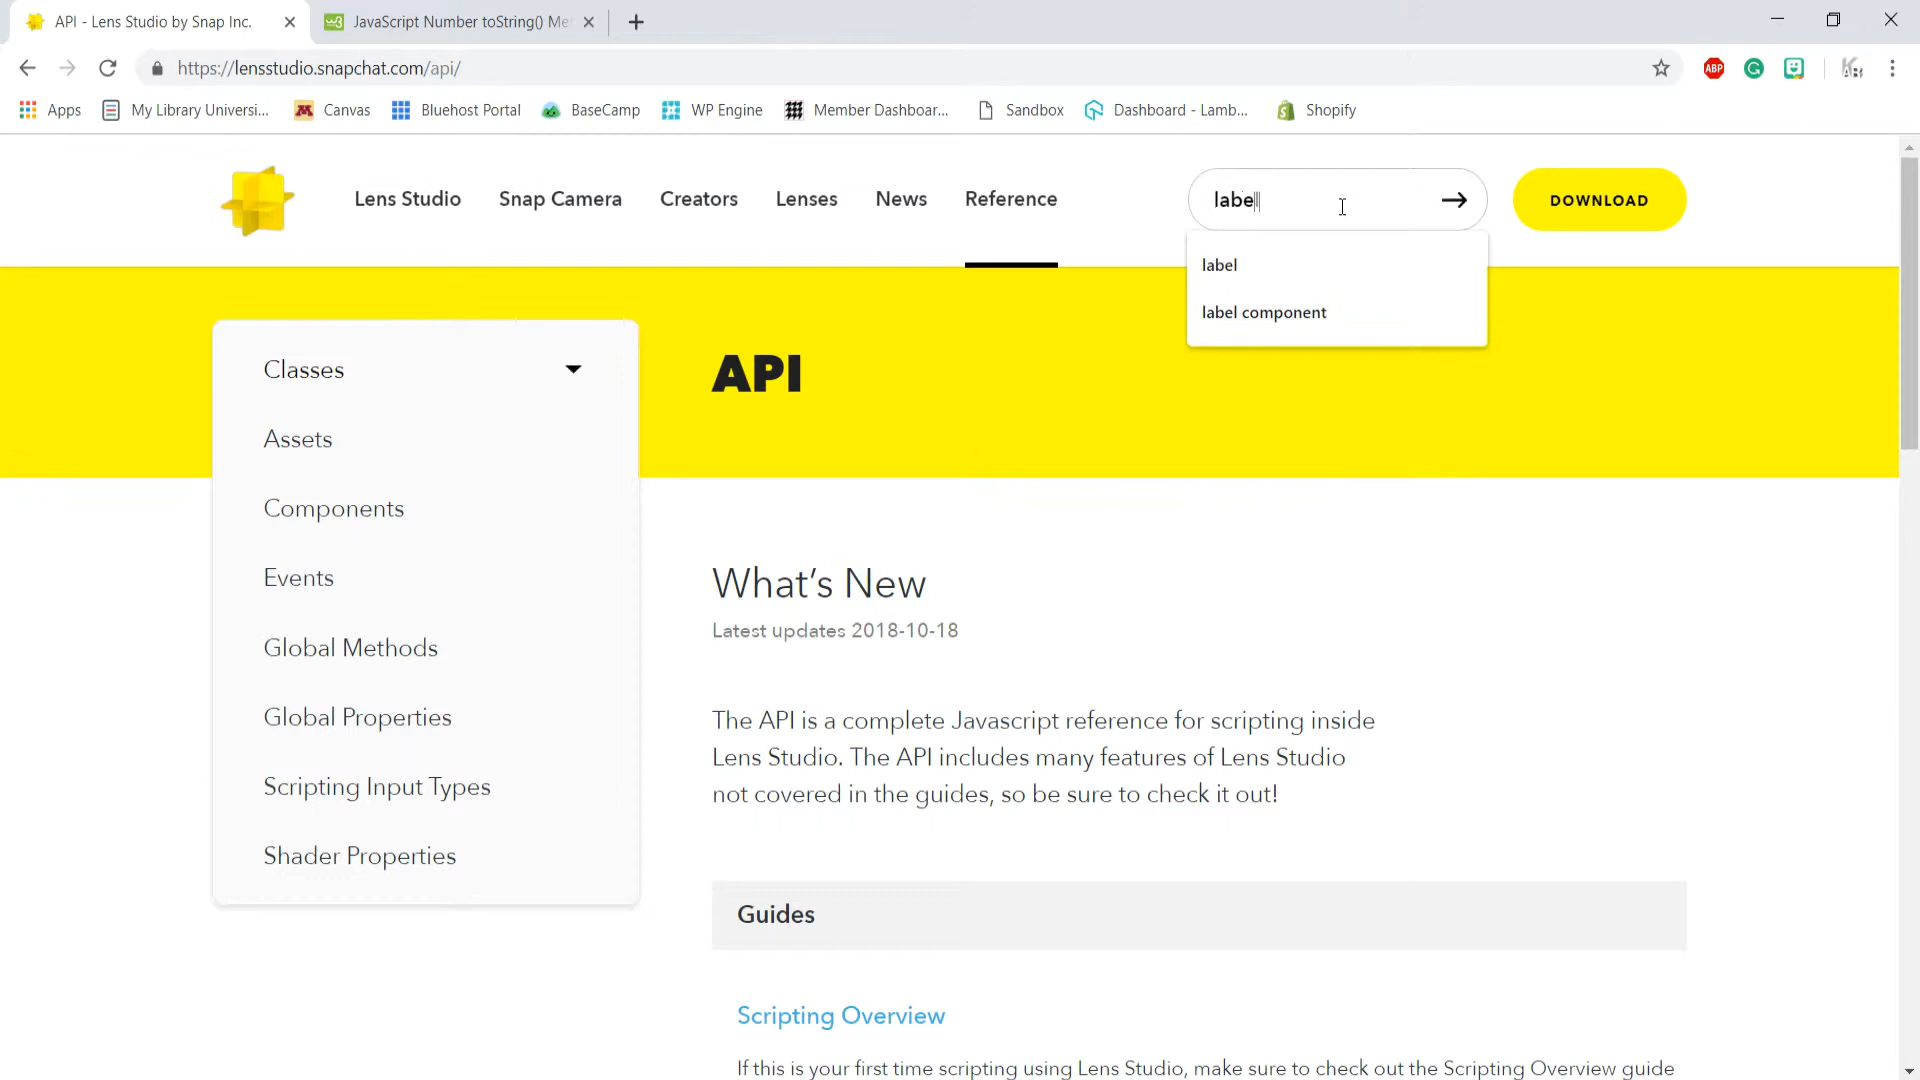 API - Lens Studio by Snap Inc.
JavaScript Number toString() Me
https://lensstudio.snapchat.com/api/
ABP
Apps
My Library Universi...
Canvas
Bluehost Portal
BaseCamp
WP Engine
Member Dashboar...
Sandbox
Dashboard - Lamb...
Shopify
Lens Studio
Snap Camera
Creators
Lenses
News
Reference
label
DOWNLOAD
label
label component
Classes
Assets
Components
Events
Global Methods
Global Properties
Scripting Input Types
Shader Properties
API
What's New
Latest updates 2018-10-18
The API is a complete Javascript reference for scripting inside
Lens Studio. The API includes many features of Lens Studio
not covered in the guides, so be sure to check it out!
Guides
Scripting Overview
If this is your first time scripting using Lens Studio, make sure to check out the Scripting Overview guide